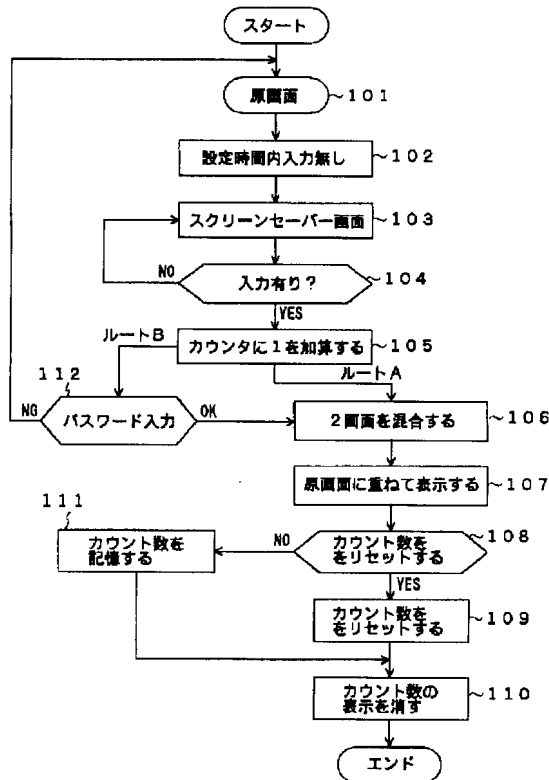 スタート
原画面 ～101
設定時間内入力無し ～102
スクリーンセーバー画面 ～103
NO
入力有り？ 104
YES
ルートB
カウンタに1を加算する ～105
ルートA
112
NG
パスワード入力
OK
2画面を混合する ～106
原画面に重ねて表示する ～107
111
カウント数を
記憶する
NO
カウント数を
をリセットする
108
YES
カウント数を
をリセットする
～109
カウント数の
表示を消す
～110
エンド